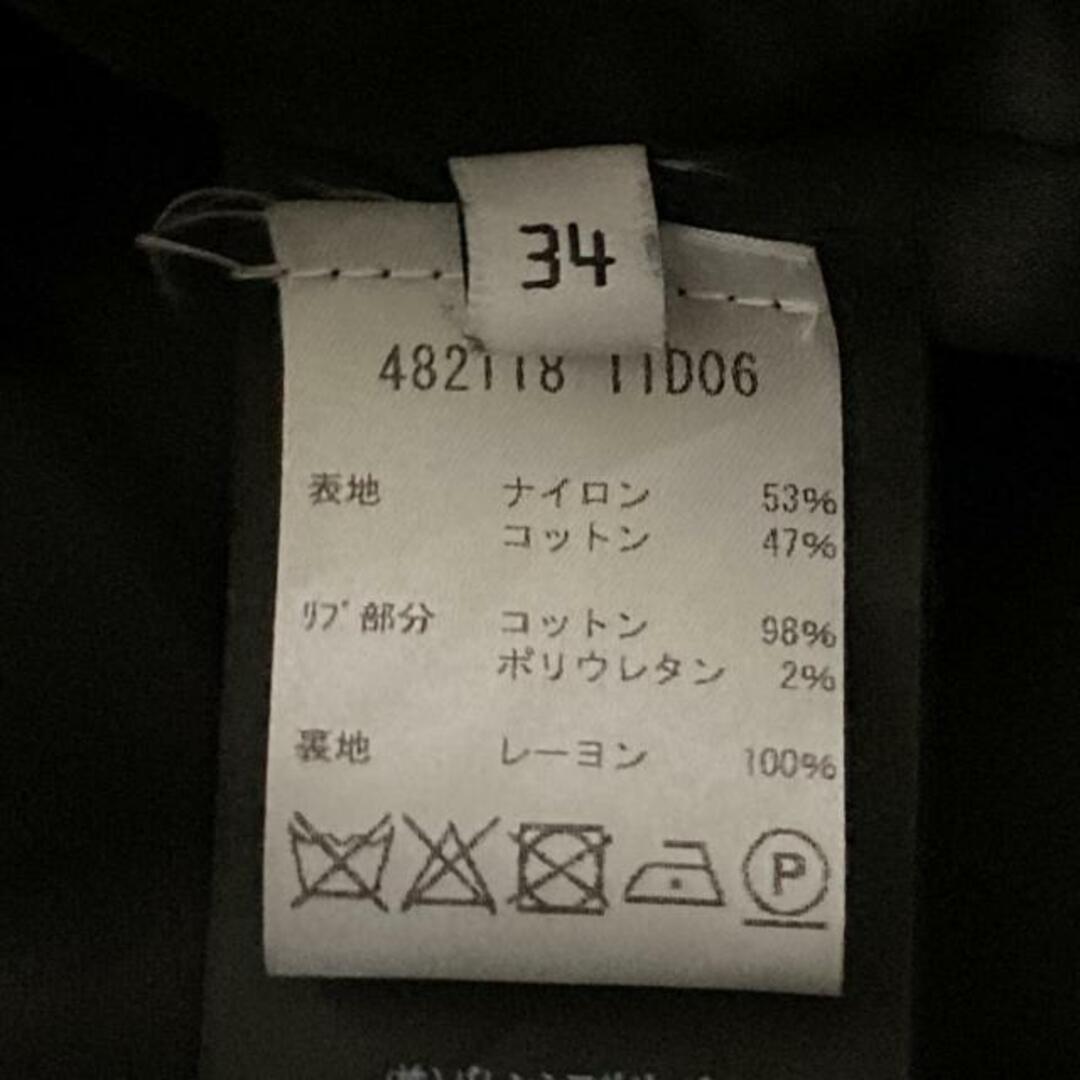 34
482118 11D06
表地 ナイロン 53%
コットン 47%
リブ部分 コットン 98%
ポリウレタン 2%
裏地 レーヨン 100%
P